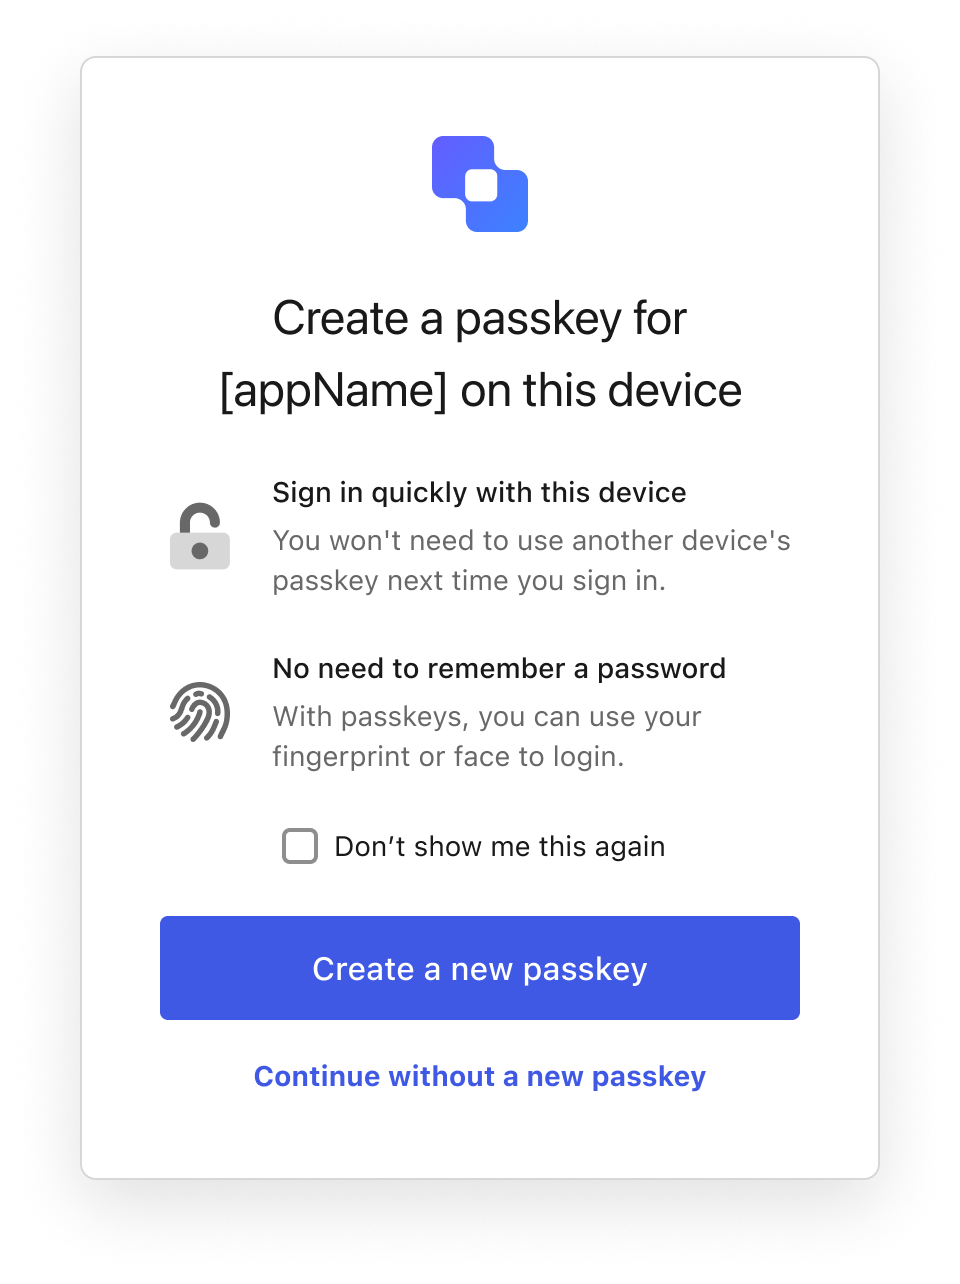 Create a passkey for
[appName] on this device
Sign in quickly with this device
You won't need to use another device's
passkey next time you sign in.
No need to remember a password
With passkeys, you can use your
fingerprint or face to login.
Don’t show me this again
Create a new passkey
Continue without a new passkey